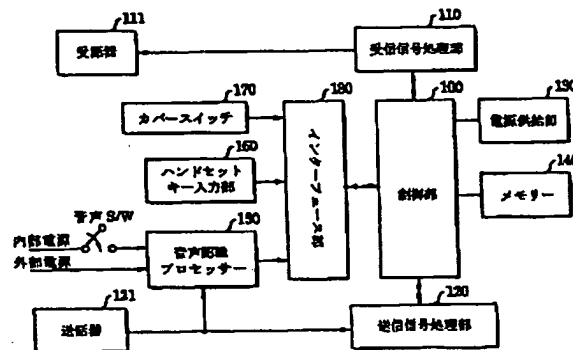 111
受話器
110
受信信号処理部
170
カバースイッチ
180
インターフェース部
100
制御部
130
電源供給部
160
ハンドセット
キー入力部
140
メモリー
音声 S/W
内部電源
外部電源
150
音声認識
プロセッサー
121
送話器
120
送信信号処理部